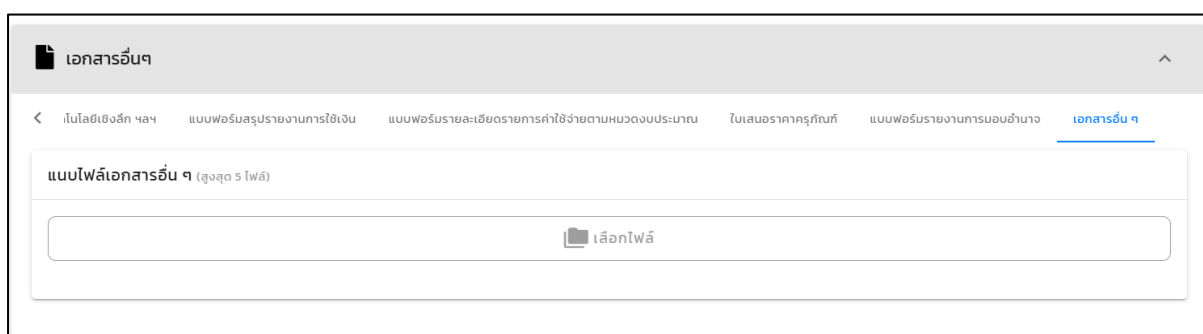 เอกสารอื่นๆ
โนโลยีเชิงลึก ฯลฯ แบบฟอร์มสรุปรายงานการใช้เงิน แบบฟอร์มรายละเอียดรายการค่าใช้จ่ายตามหมวดงบประมาณ ใบเสนอราคาครุภัณฑ์ แบบฟอร์มรายงานการมอบอำนาจ เอกสารอื่น ๆ
แนบไฟล์เอกสารอื่น ๆ (สูงสุด 5 ไฟล์)
เลือกไฟล์